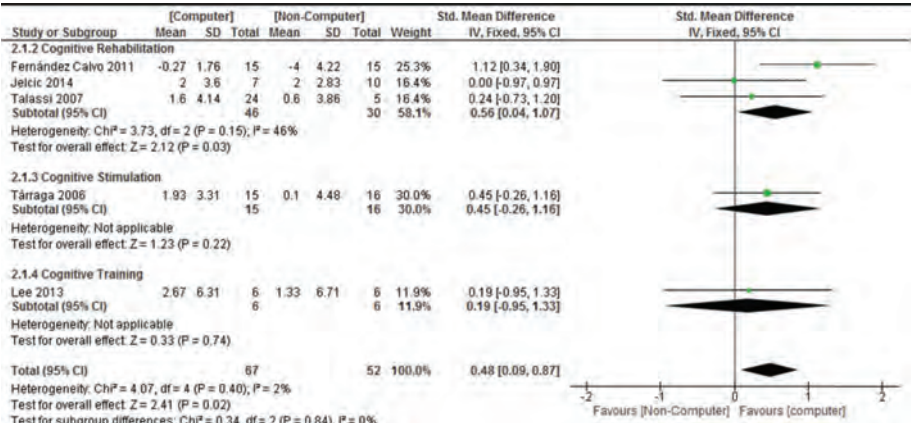 [Computer] [Non-Computer] Std. Mean Difference Std. Mean Difference
Study or Subgroup Mean SD Total Mean SD Total Weight IV, Fixed, 95% CI IV, Fixed, 95% CI
2.1.2 Cognitive Rehabilitation
Fernández Calvo 2011 -0.27 1.76 15 -4 4.22 15 25.3% 1.12 [0.34, 1.90]
Jelcic 2014 2 3.6 7 2 2.83 10 16.4% 0.00 [-0.97, 0.97]
Talassi 2007 1.6 4.14 24 0.6 3.86 5 16.4% 0.24 [-0.73, 1.20]
Subtotal (95% CI) 46 30 58.1% 0.56 [0.04, 1.07]
Heterogeneity: Chi² = 3.73, df = 2 (P = 0.15); I² = 46%
Test for overall effect: Z = 2.12 (P = 0.03)
2.1.3 Cognitive Stimulation
Tárraga 2006 1.93 3.31 15 0.1 4.48 16 30.0% 0.45 [-0.26, 1.16]
Subtotal (95% CI) 15 16 30.0% 0.45 [-0.26, 1.16]
Heterogeneity: Not applicable
Test for overall effect: Z = 1.23 (P = 0.22)
2.1.4 Cognitive Training
Lee 2013 2.67 6.31 6 1.33 6.71 6 11.9% 0.19 [-0.95, 1.33]
Subtotal (95% CI) 6 6 11.9% 0.19 [-0.95, 1.33]
Heterogeneity: Not applicable
Test for overall effect: Z = 0.33 (P = 0.74)
Total (95% CI) 67 52 100.0% 0.48 [0.09, 0.87]
Heterogeneity: Chi² = 4.07, df = 4 (P = 0.40); I² = 2%
Test for overall effect: Z = 2.41 (P = 0.02)
Test for subgroup differences: Chi² = 0.34, df = 2 (P = 0.84), I² = 0%
-2 -1 0 1 2
Favours [Non-Computer] Favours [computer]